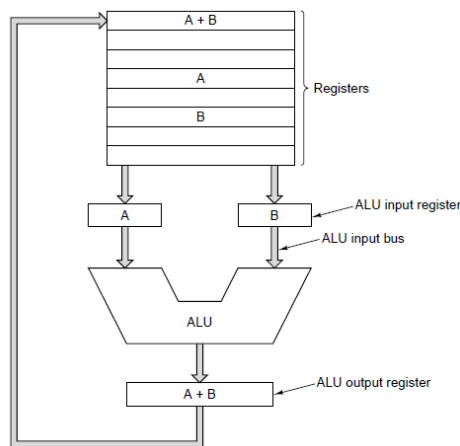 A + B
A
Registers
B
A
B
ALU input register
ALU input bus
ALU
A + B
ALU output register